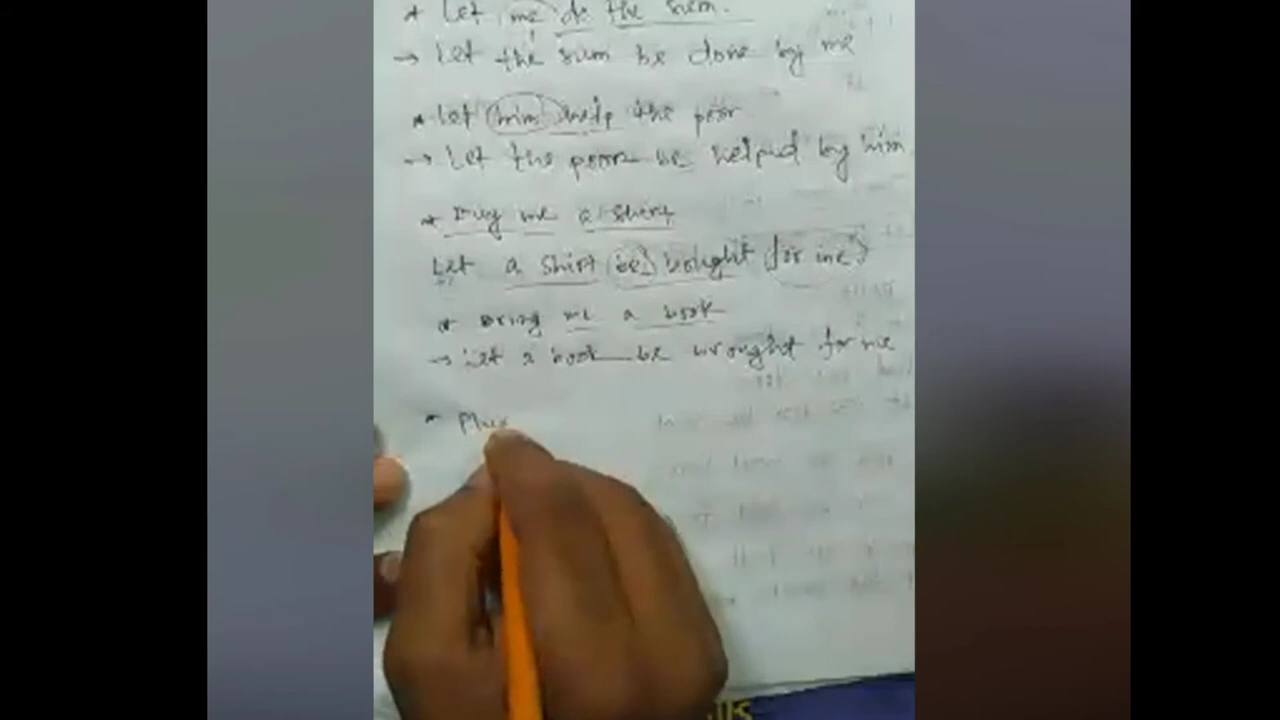 * Let me do the sum.
→ Let the sum be done by me
* Let him help the poor
→ Let the poor be helped by him
* Buy me a shirt
Let a shirt (be) bought (for me)
* Bring me a book
→ Let a book be brought for me